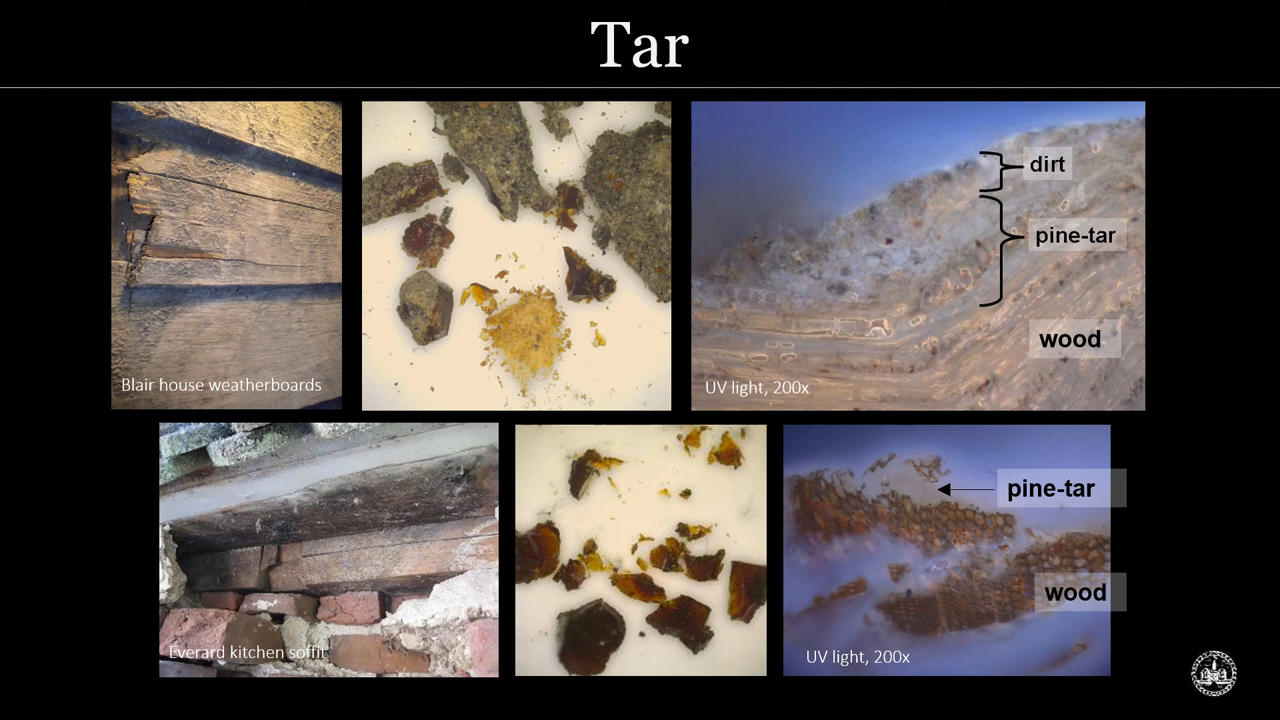 Tar
dirt
pine-tar
wood
Blair house weatherboards
UV light, 200x
pine-tar
wood
Everard kitchen soffit
UV light, 200x